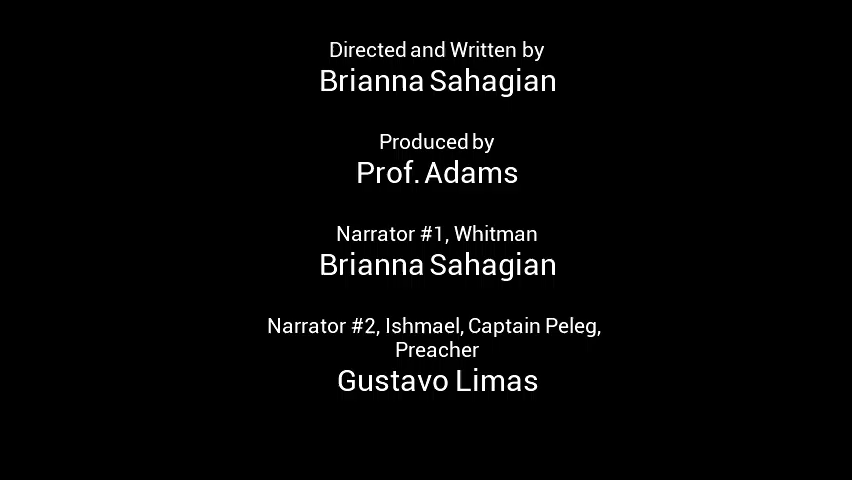 Directed and Written by
Brianna Sahagian
Produced by
Prof. Adams
Narrator #1, Whitman
Brianna Sahagian
Narrator #2, Ishmael, Captain Peleg,
Preacher
Gustavo Limas